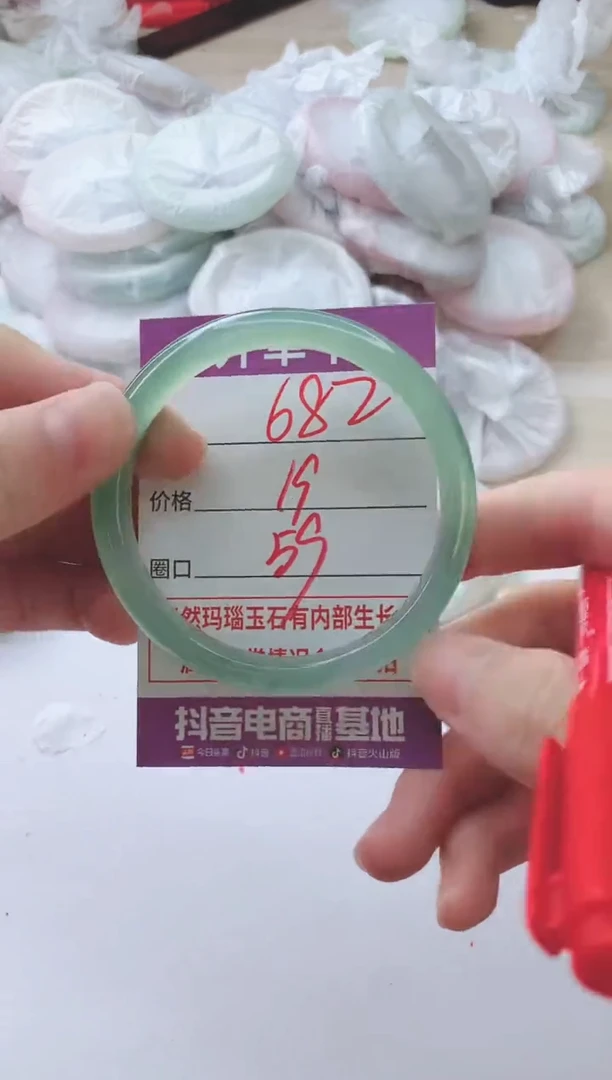 682
价格 19
圈口 59
然玛瑙玉石有内部生长
抖音电商直播基地
今日头条 抖音 抖音火山版